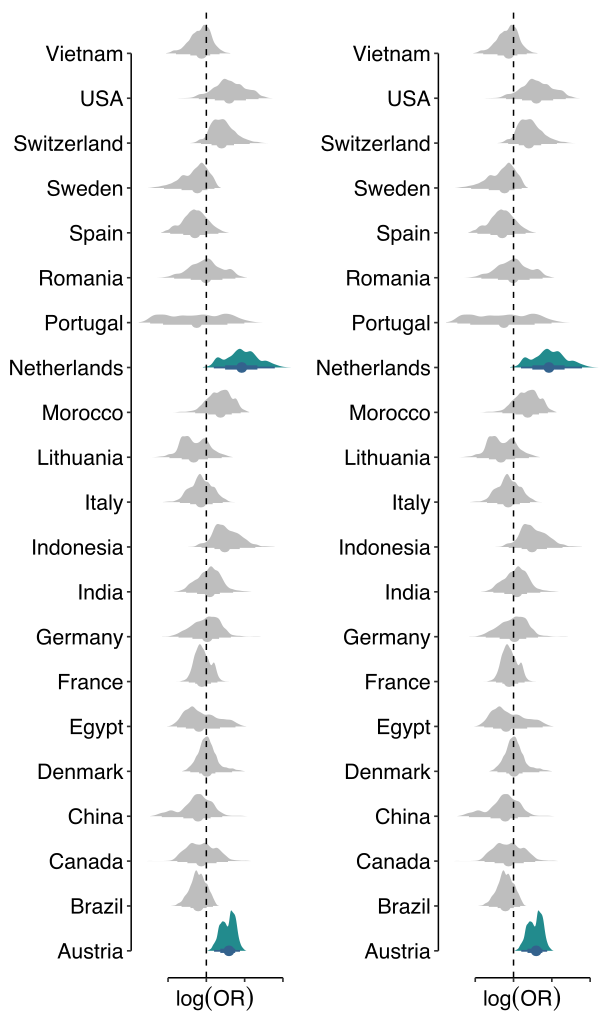 Vietnam
USA
Switzerland
Sweden
Spain
Romania
Portugal
Netherlands
Morocco
Lithuania
Italy
Indonesia
India
Germany
France
Egypt
Denmark
China
Canada
Brazil
Austria
log(OR)
Vietnam
USA
Switzerland
Sweden
Spain
Romania
Portugal
Netherlands
Morocco
Lithuania
Italy
Indonesia
India
Germany
France
Egypt
Denmark
China
Canada
Brazil
Austria
log(OR)